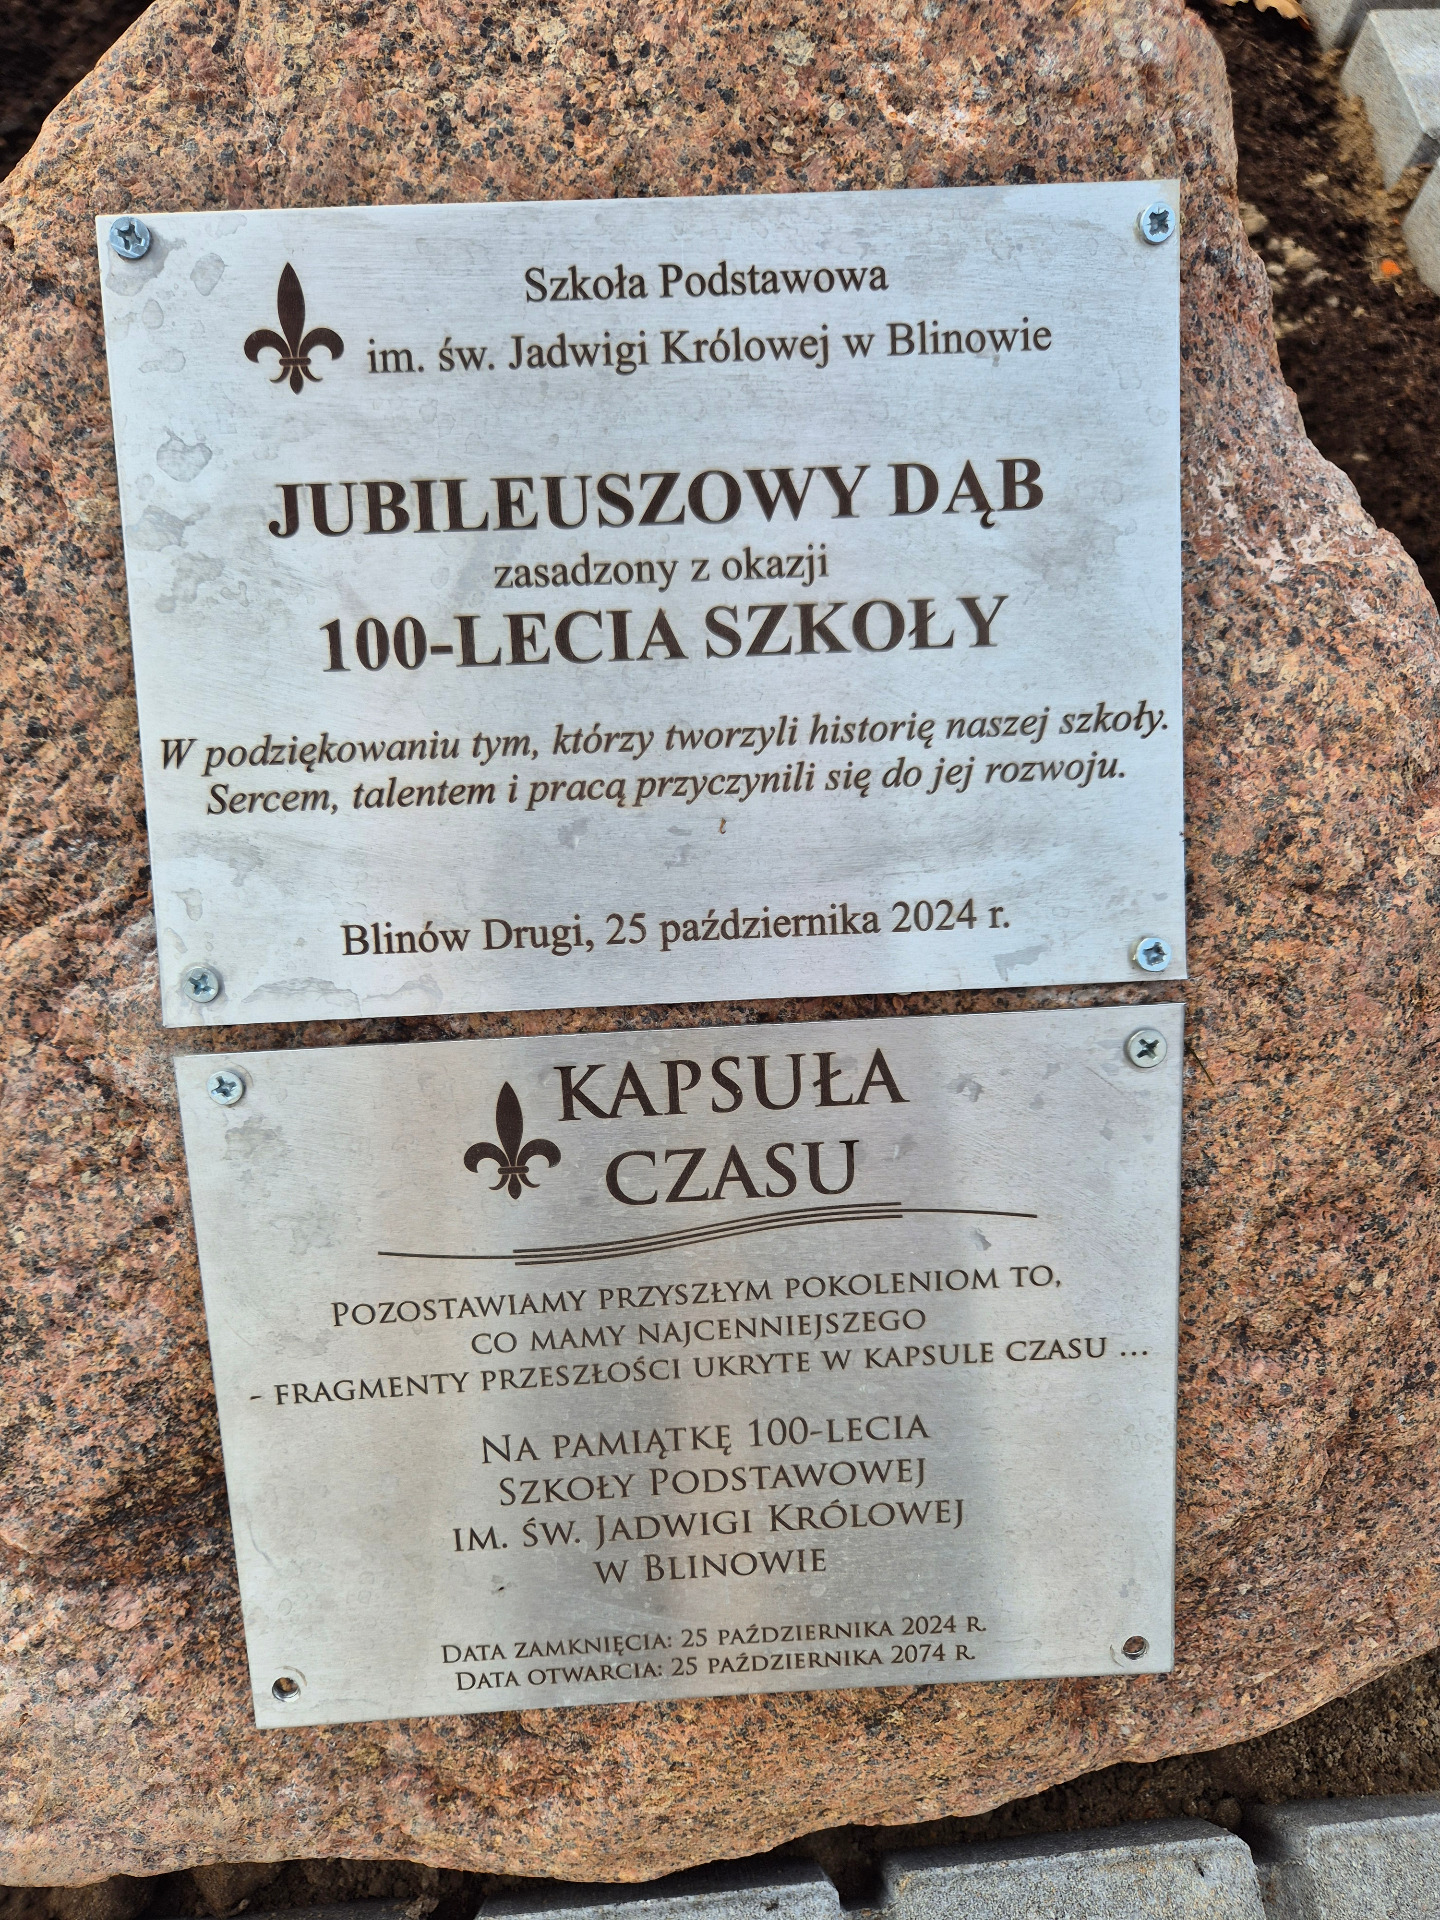 Szkoła Podstawowa
im. św. Jadwigi Królowej w Blinowie
JUBILEUSZOWY DĄB
zasadzony z okazji
100-LECIA SZKOŁY
W podziękowaniu tym, którzy tworzyli historię naszej szkoły.
Sercem, talentem i pracą przyczynili się do jej rozwoju.
Blinów Drugi, 25 października 2024 r.
KAPSUŁA
CZASU
POZOSTAWIAMY PRZYSZŁYM POKOLENIOM TO,
CO MAMY NAJCENNIEJSZEGO
- FRAGMENTY PRZESZŁOŚCI UKRYTE W KAPSULE CZASU ...
NA PAMIĄTKĘ 100-LECIA
SZKOŁY PODSTAWOWEJ
IM. ŚW. JADWIGI KRÓLOWEJ
W BLINOWIE
DATA ZAMKNIĘCIA: 25 PAŹDZIERNIKA 2024 R.
DATA OTWARCIA: 25 PAŹDZIERNIKA 2074 R.